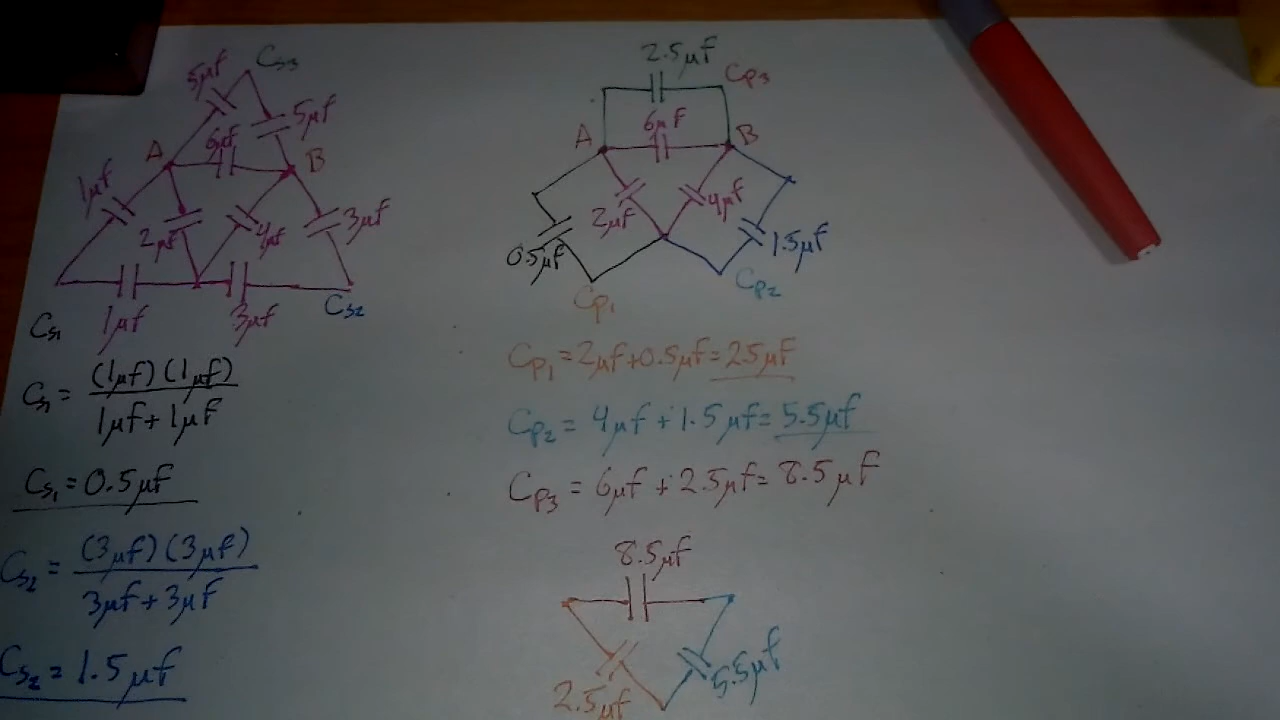 5μf
Cs3
5μf
A
6μf
B
1μf
2μf
4μf
3μf
Cs1
1μf
3μf
Cs2
Cs1 = (1μf)(1μf)
1μf + 1μF
Cs1 = 0.5μF
Cs2 = (3μf)(3μf)
3μf + 3μF
Cs2 = 1.5μf
2.5μf
Cp3
A
6μF
B
2μf
4μf
0.5μf
1.5μf
Cp1
Cp2
Cp1 = 2μf + 0.5μF = 25μF
Cp2 = 4μf + 1.5μf = 5.5μf
Cp3 = 6μf + 2.5μf = 8.5μF
8.5μf
2.5μf
5.5μf